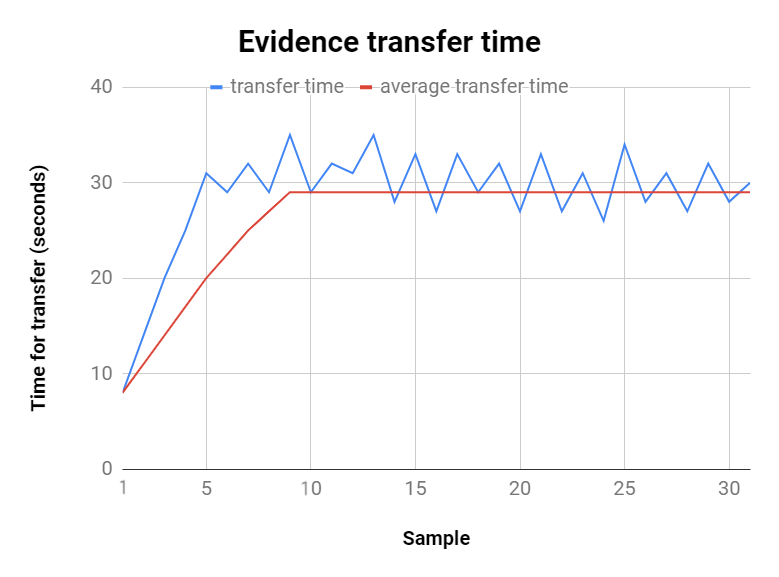 Evidence transfer time
transfer time average transfer time
Time for transfer (seconds)
40
30
20
10
0
1 5 10 15 20 25 30
Sample